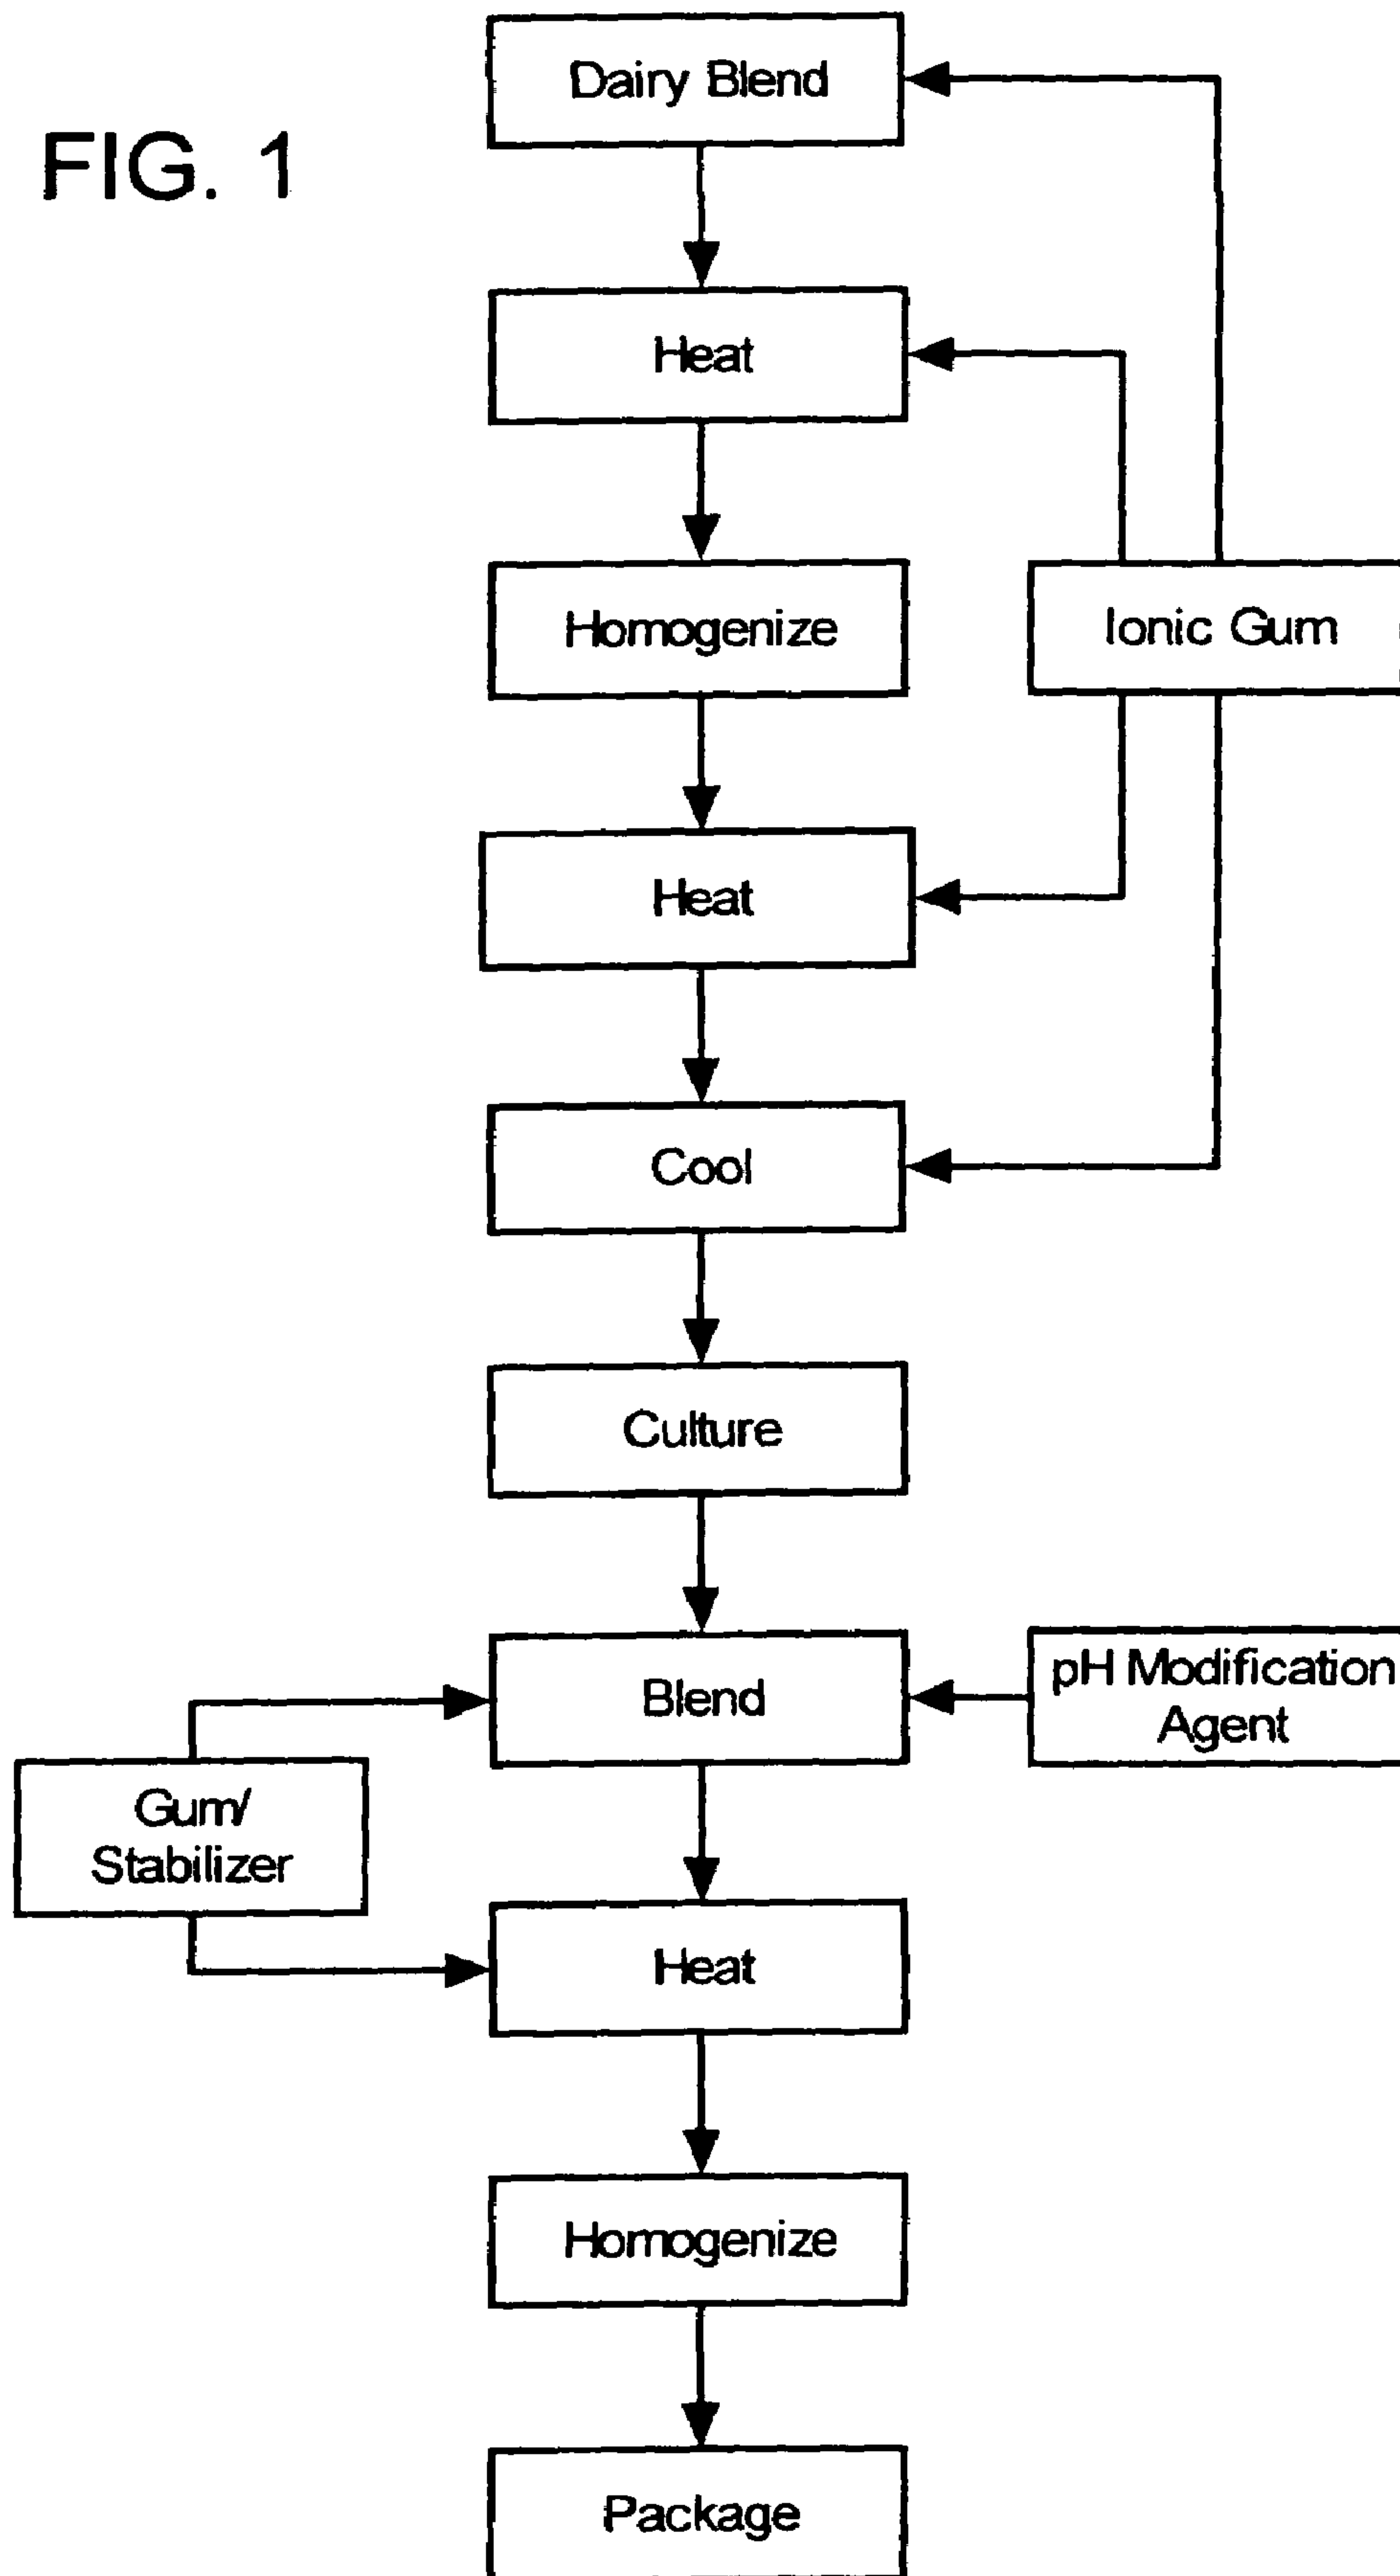 FIG. 1
Dairy Blend
Heat
Homogenize
Ionic Gum
Heat
Cool
Culture
Blend
pH Modification
Agent
Gum/
Stabilizer
Heat
Homogenize
Package